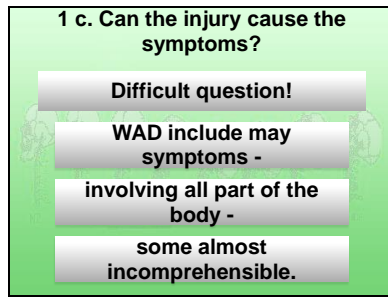 1 c. Can the injury cause the
symptoms?
Difficult question!
WAD include may
symptoms -
involving all part of the
body -
some almost
incomprehensible.